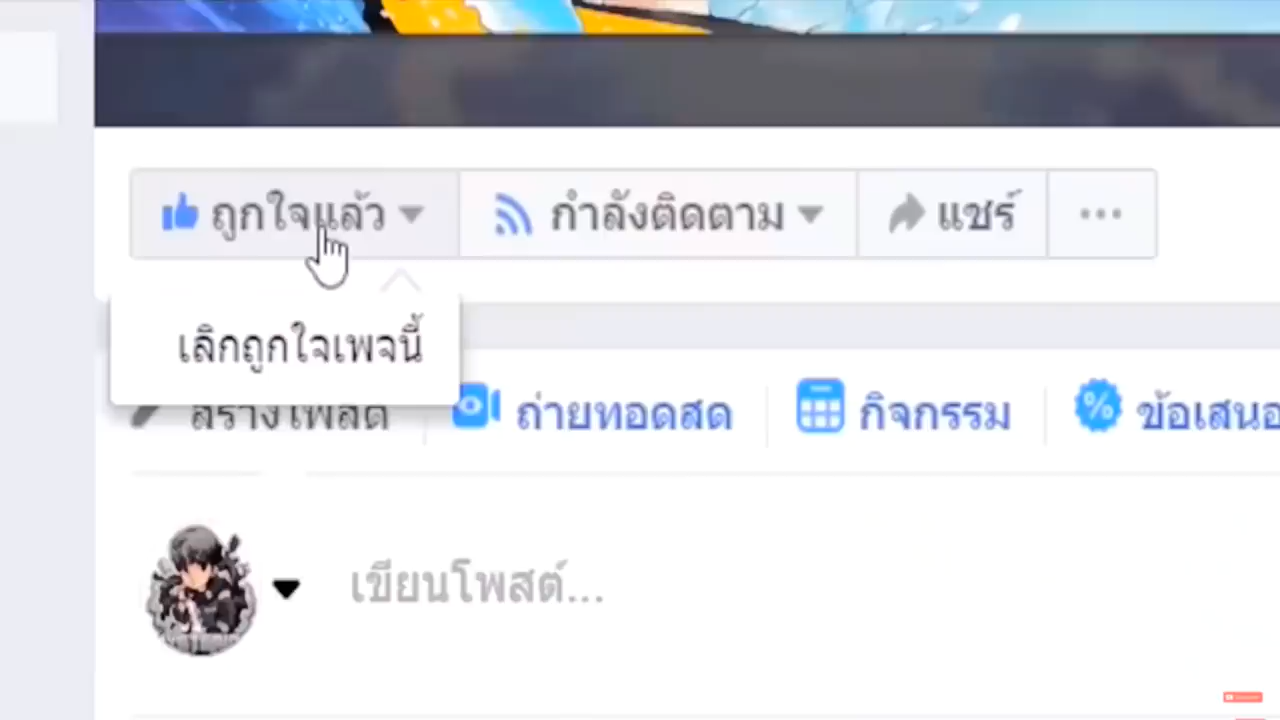 ถูกใจแล้ว กำลังติดตาม แชร์ ...
เลิกถูกใจเพจนี้
สร้างโพสต์ ถ่ายทอดสด กิจกรรม ข้อเสนอ
เขียนโพสต์...